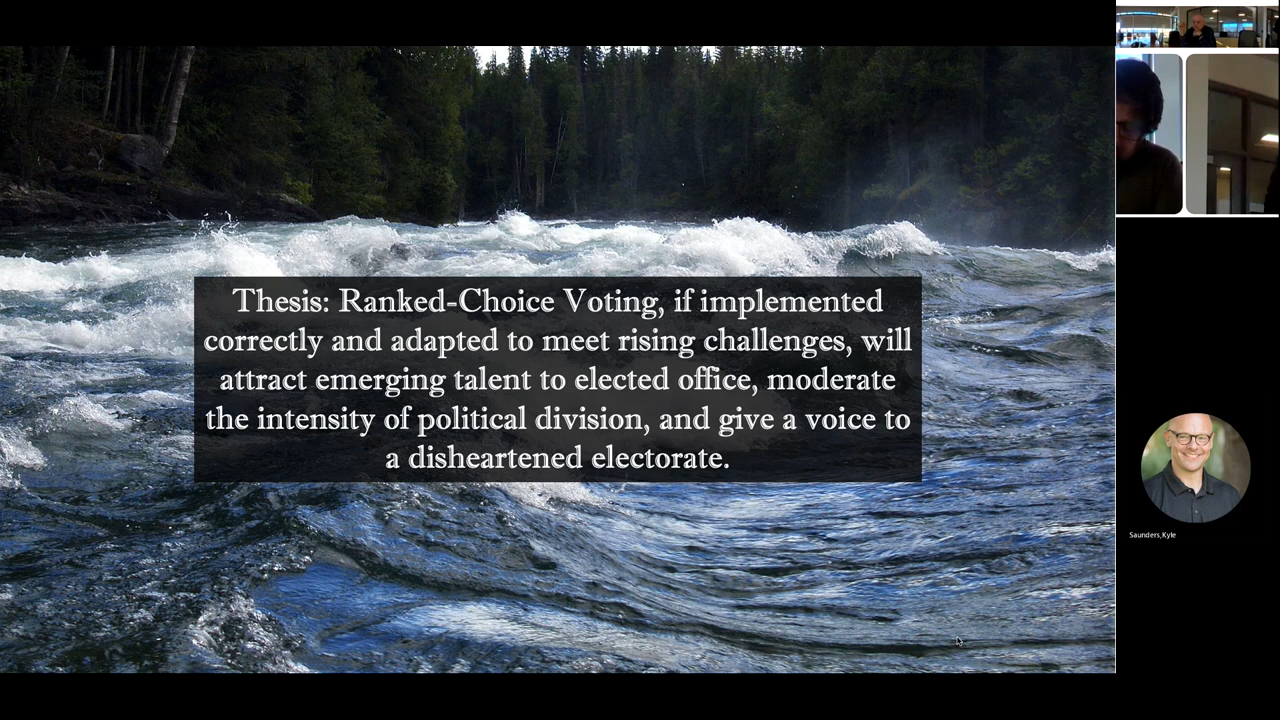 Thesis: Ranked-Choice Voting, if implemented
correctly and adapted to meet rising challenges, will
attract emerging talent to elected office, moderate
the intensity of political division, and give a voice to
a disheartened electorate.
Saunders,Kyle